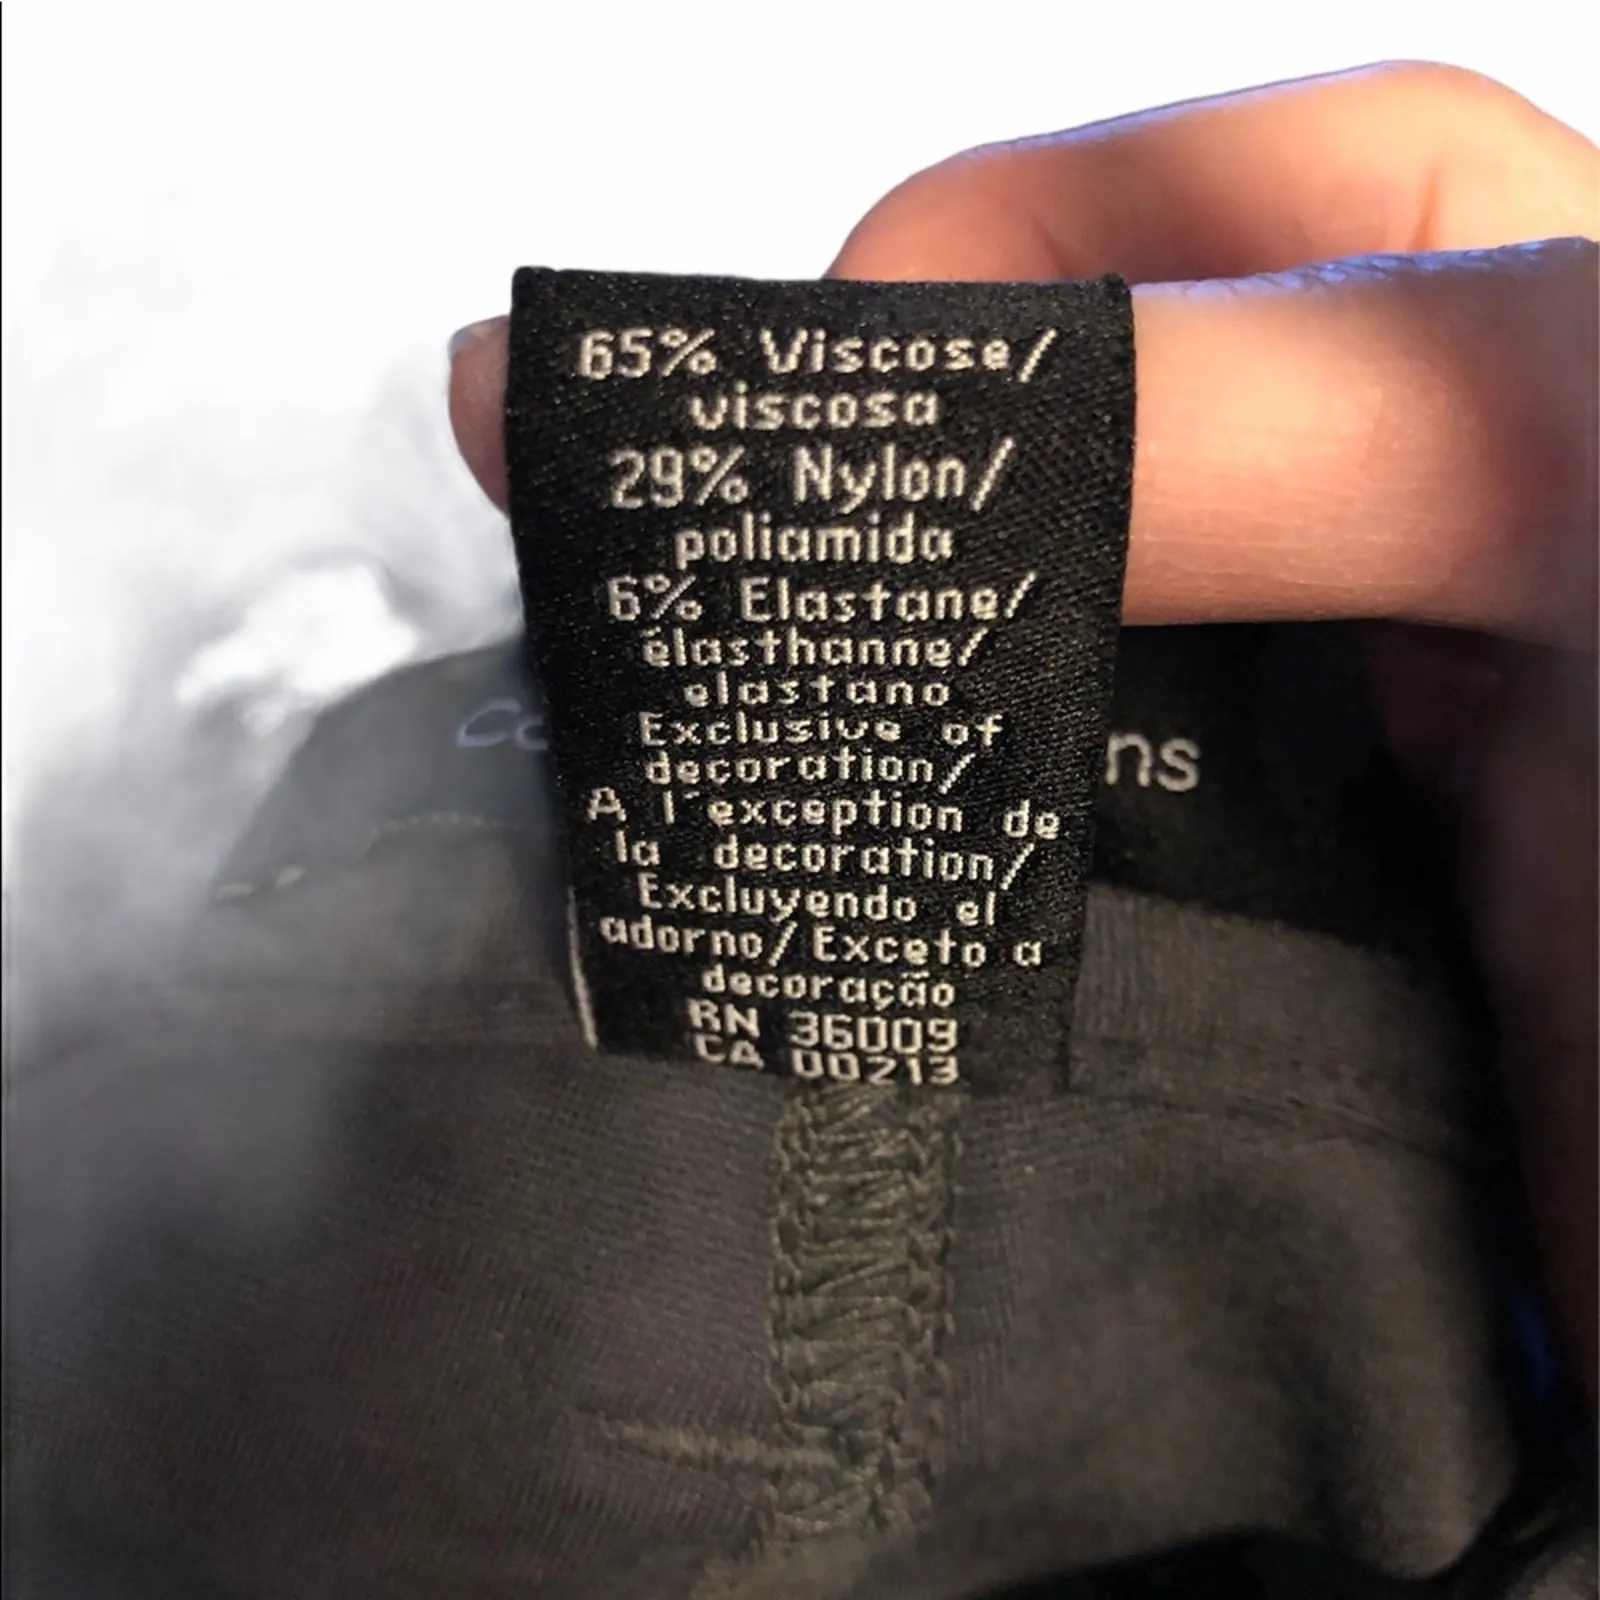 65% Viscose/
viscosa
29% Nylon/
poliamida
6% Elastane/
élasthanne/
elastano
Exclusive of
decoration/
A l'exception de
la decoration/
Excluyendo el
adorno/Exceto a
decoração
RN 36009
CA 00213